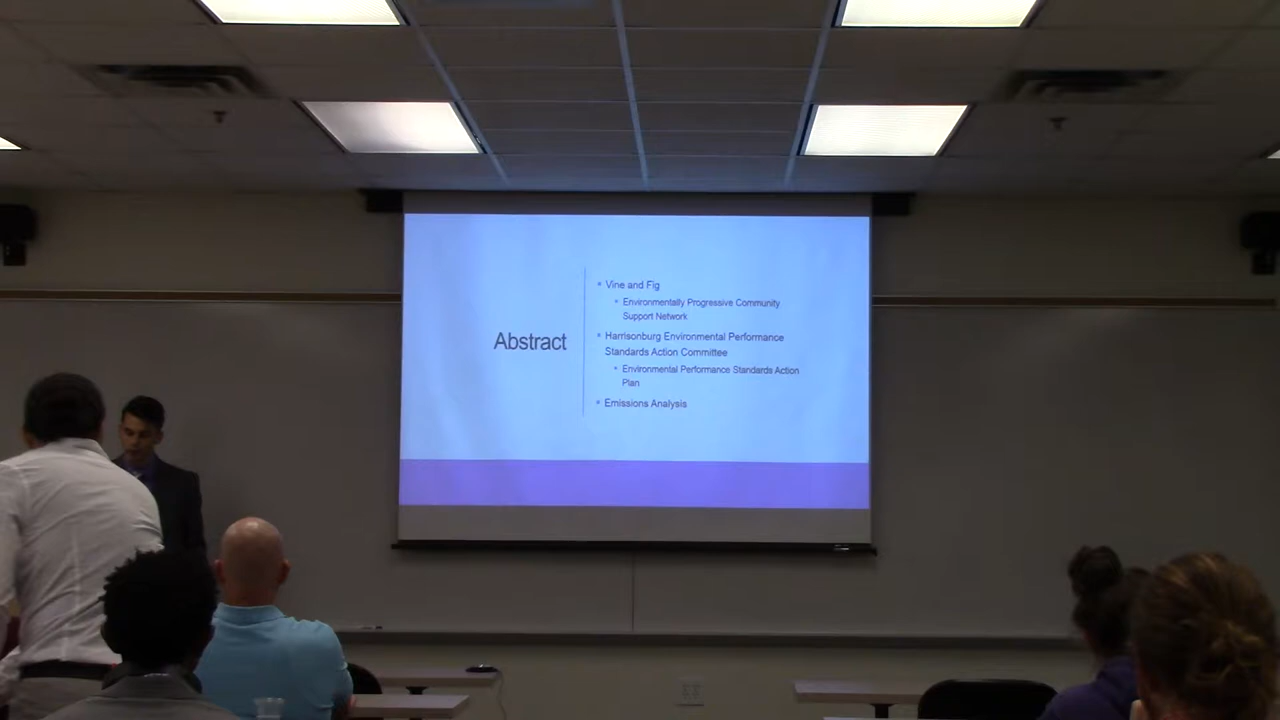 Abstract
Vine and Fig
Environmentally Progressive Community
Support Network
Harrisonburg Environmental Performance
Standards Action Committee
Environmental Performance Standards Action
Plan
Emissions Analysis